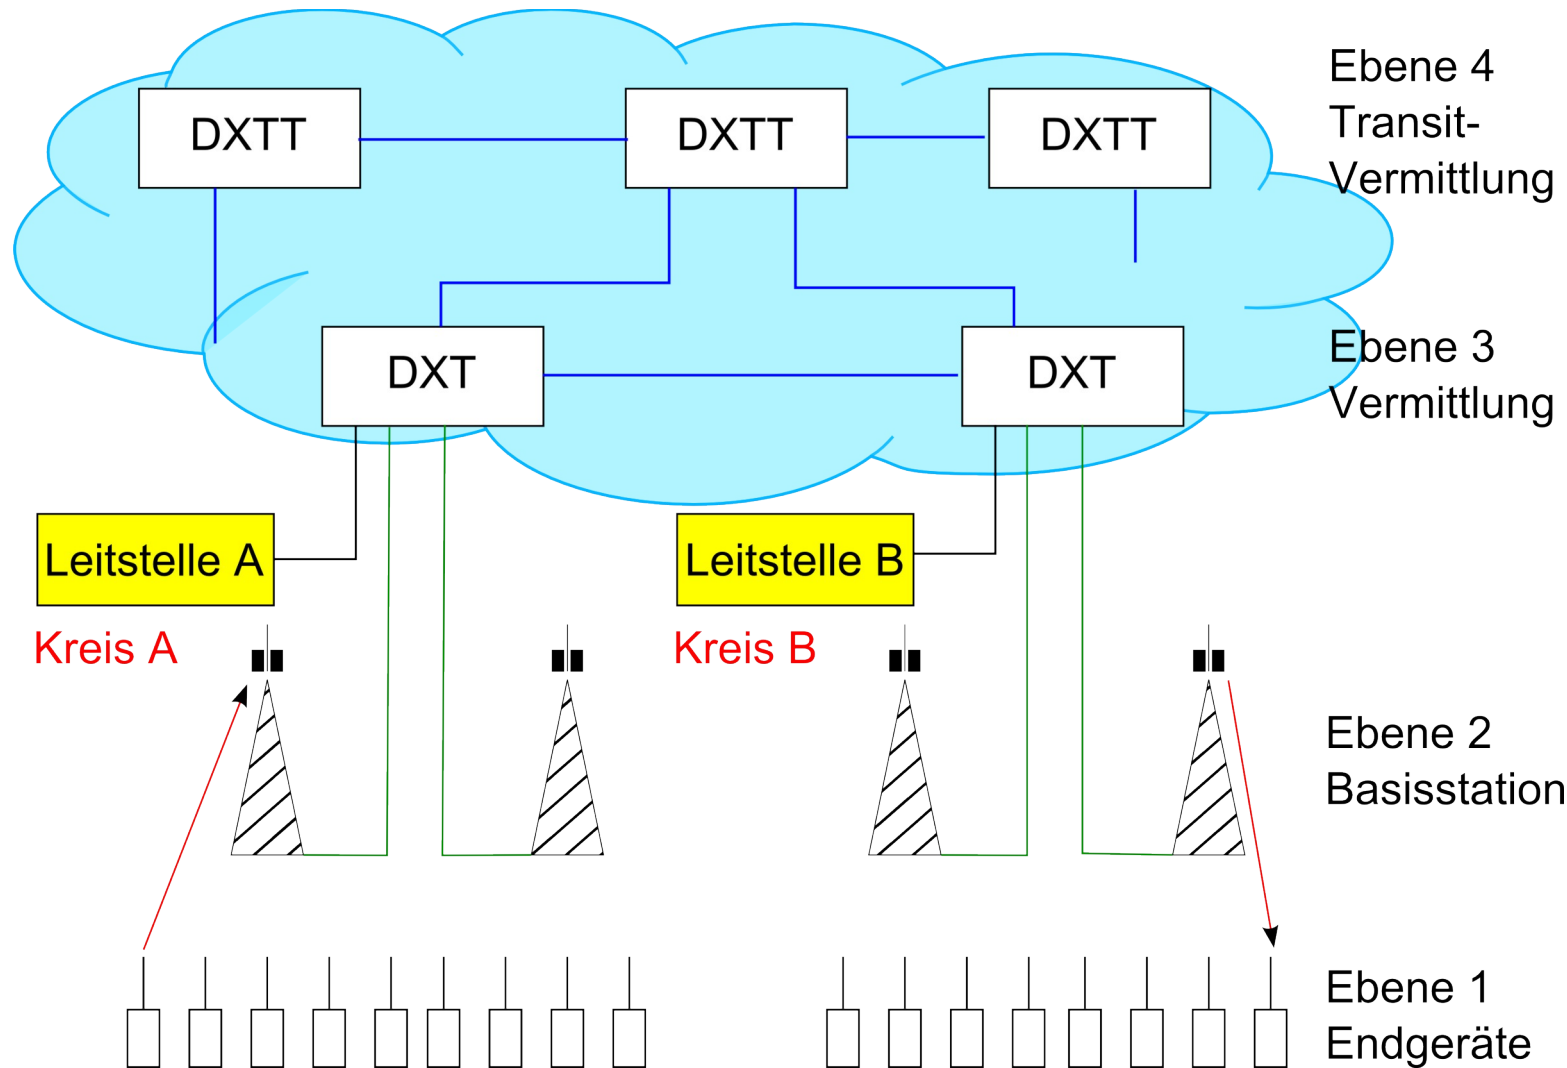 DXTT
DXTT
DXTT
Ebene 4
Transit-
Vermittlung
DXT
DXT
Ebene 3
Vermittlung
Leitstelle A
Leitstelle B
Kreis A
Kreis B
Ebene 2
Basisstation
Ebene 1
Endgeräte